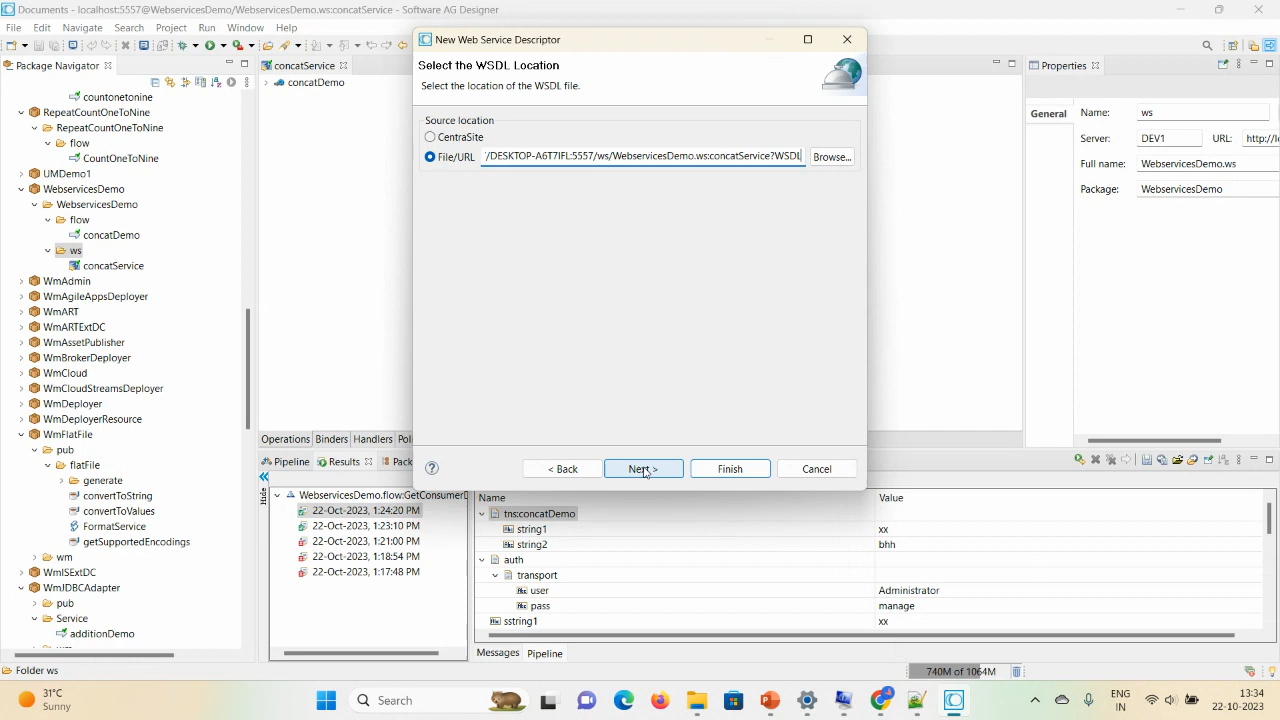 Documents - localhost:5557@WebservicesDemo/WebservicesDemo.ws:concatService - Software AG Designer
File Edit Navigate Search Project Run Window Help
Package Navigator
countonetonine
RepeatCountOneToNine
RepeatCountOneToNine
flow
CountOneToNine
UMDemo1
WebservicesDemo
WebservicesDemo
flow
concatDemo
ws
concatService
WmAdmin
WmAgileAppsDeployer
WmART
WmARTExtDC
WmAssetPublisher
WmBrokerDeployer
WmCloud
WmCloudStreamsDeployer
WmDeployer
WmDeployerResource
WmFlatFile
pub
flatFile
generate
convertToString
convertToValues
FormatService
getSupportedEncodings
wm
WmISExtDC
WmJDBCAdapter
pub
Service
additionDemo
Folder ws
concatService
concatDemo
Operations Binders Handlers
New Web Service Descriptor
Select the WSDL Location
Select the location of the WSDL file.
Source location
CentraSite
File/URL
/DESKTOP-A6T7IFL:5557/ws/WebservicesDemo.ws:concatService?WSDL
Browse...
< Back
Next >
Finish
Cancel
Properties
General
Name: ws
Server: DEV1 URL:
Full name: WebservicesDemo.ws
Package: WebservicesDemo
Pipeline Results
Hide
WebservicesDemo.flow:GetConsumerD
22-Oct-2023, 1:24:20 PM
22-Oct-2023, 1:23:10 PM
22-Oct-2023, 1:21:00 PM
22-Oct-2023, 1:18:54 PM
22-Oct-2023, 1:17:48 PM
Name Value
tns:concatDemo
string1 xx
string2 bhh
auth
transport
user Administrator
pass manage
sstring1 xx
Messages Pipeline
740M of 1064M
31°C
Sunny
Search
ENG
IN
13:34
22-10-2023